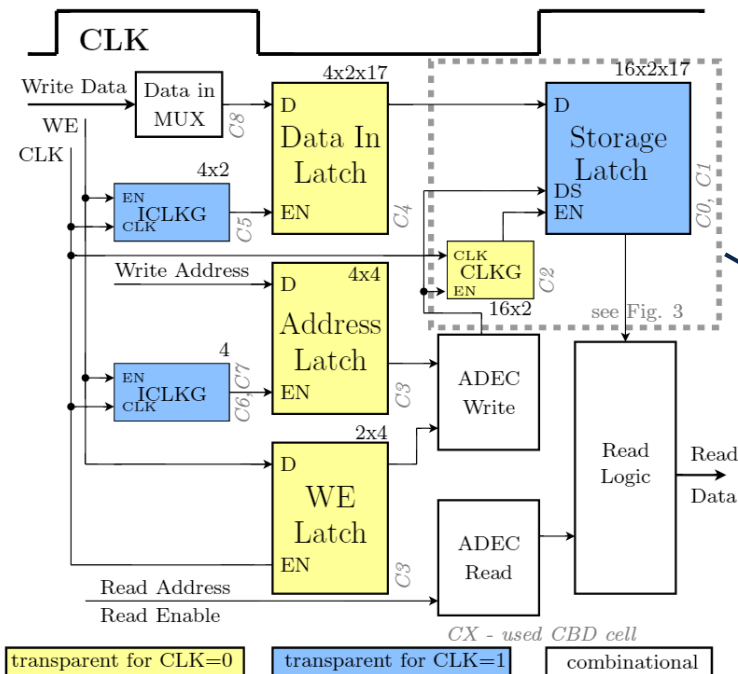 CLK
4x2x17
16x2x17
Write Data
Data in
MUX
C8
D
Data In
Latch
EN
C4
D
Storage
Latch
DS
EN
C0, C1
WE
CLK
4x2
EN
ICLKG
CLK
C5
CLK
CLKG
EN
C2
16x2
see Fig. 3
Write Address
4x4
D
Address
Latch
EN
C3
4
EN
ICLKG
CLK
C6,C7
ADEC
Write
2x4
D
WE
Latch
EN
C3
Read
Logic
Read
Data
ADEC
Read
Read Address
Read Enable
CX - used CBD cell
transparent for CLK=0
transparent for CLK=1
combinational